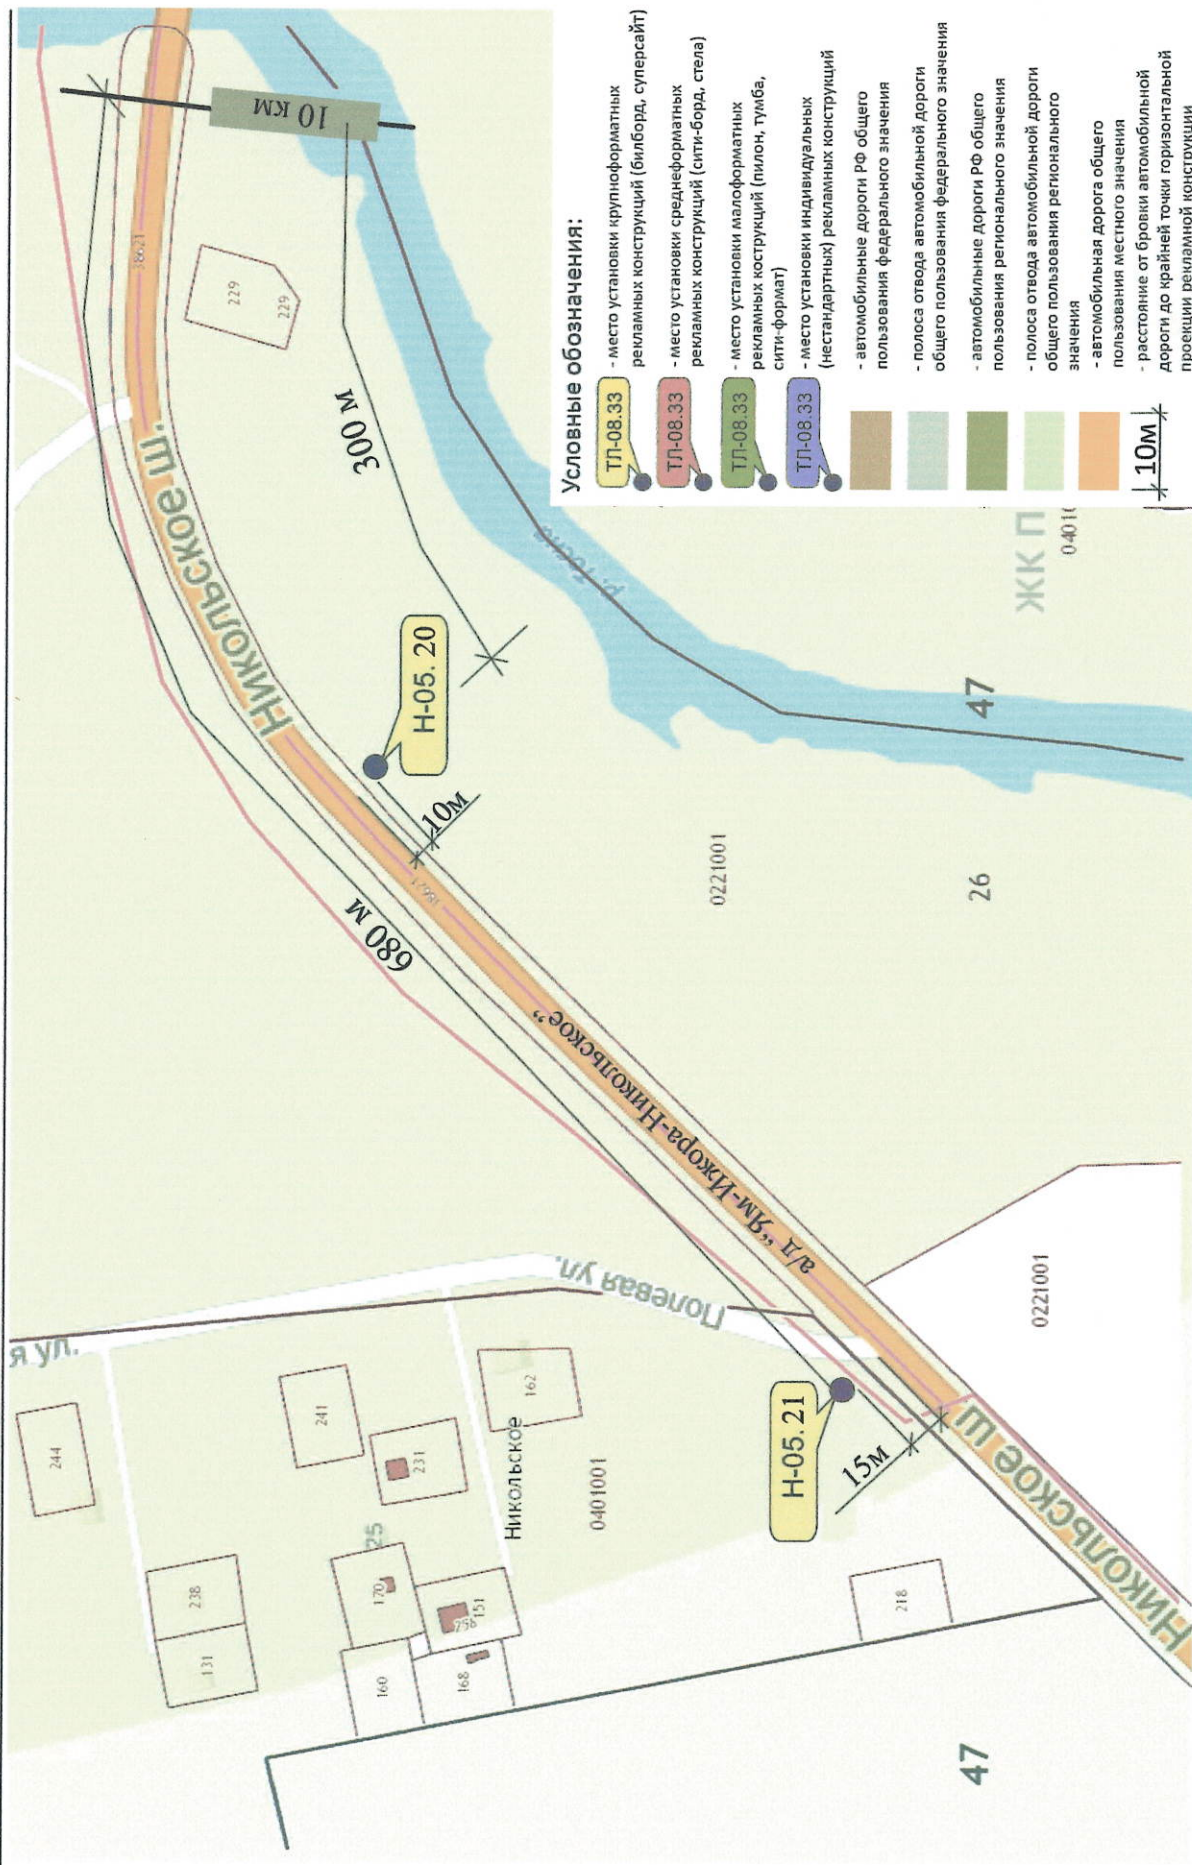 38621
10 км
229
229
Никольское ш.
300 м
р. Тосна
Н-05. 20
10м
680 м
а/д “Ям-Ижора-Никольское”
0221001
26
47
ЖК П
я ул.
Полевая ул.
244
241
231
162
Никольское
0401001
25
238
131
170
151
160
168
218
Н-05. 21
15м
Никольское ш
0221001
47
Условные обозначения:
ТЛ-08.33
- место установки крупноформатных
рекламных конструкций (билборд, суперсайт)
ТЛ-08.33
- место установки среднеформатных
рекламных конструкций (сити-борд, стела)
ТЛ-08.33
- место установки малоформатных
рекламных кострукций (пилон, тумба,
сити-формат)
ТЛ-08.33
- место установки индивидуальных
(нестандартных) рекламных конструкций
- автомобильные дороги РФ общего
пользования федерального значения
- полоса отвода автомобильной дороги
общего пользования федерального значения
- автомобильные дороги РФ общего
пользования регионального значения
- полоса отвода автомобильной дороги
общего пользования регионального
значения
- автомобильная дорога общего
пользования местного значения
10м
- расстояние от бровки автомобильной
дороги до крайней точки горизонтальной
проекции рекламной конструкции